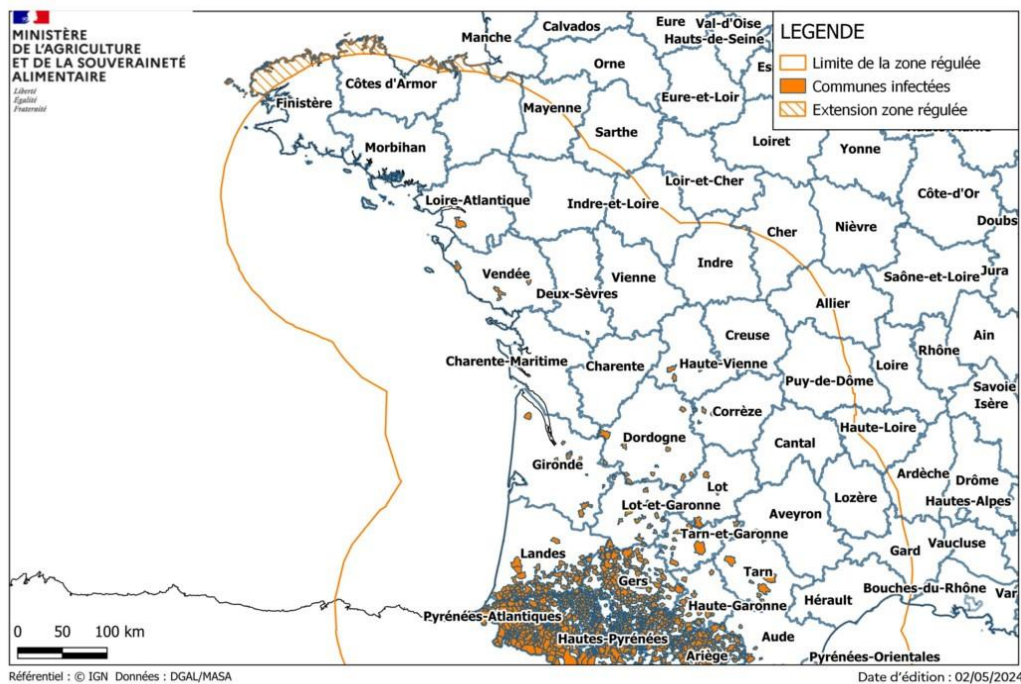 MINISTÈRE
DE L'AGRICULTURE
ET DE LA SOUVERAINETÉ
ALIMENTAIRE
Liberté
Égalité
Fraternité
LEGENDE
Limite de la zone régulée
Communes infectées
Extension zone régulée
Manche
Calvados
Eure
Val-d'Oise
Hauts-de-Seine
Orne
Es
Eure-et-Loir
Côtes d'Armor
Finistère
Mayenne
Sarthe
Morbihan
Loiret
Yonne
Loir-et-Cher
Côte-d'Or
Loire-Atlantique
Indre-et-Loire
Cher
Nièvre
Doubs
Vendée
Vienne
Indre
Saône-et-Loire
Jura
Deux-Sèvres
Allier
Creuse
Ain
Charente-Maritime
Charente
Haute-Vienne
Loire
Rhône
Puy-de-Dôme
Savoie
Isère
Corrèze
Haute-Loire
Dordogne
Cantal
Gironde
Ardèche
Drôme
Lot
Lozère
Hautes-Alpes
Lot-et-Garonne
Aveyron
Tarn-et-Garonne
Vaucluse
Landes
Gard
Gers
Tarn
Bouches-du-Rhône
Var
Haute-Garonne
Hérault
Pyrénées-Atlantiques
Hautes-Pyrénées
Aude
Ariège
Pyrénées-Orientales
0 50 100 km
Référentiel : © IGN Données : DGAL/MASA
Date d'édition : 02/05/2024